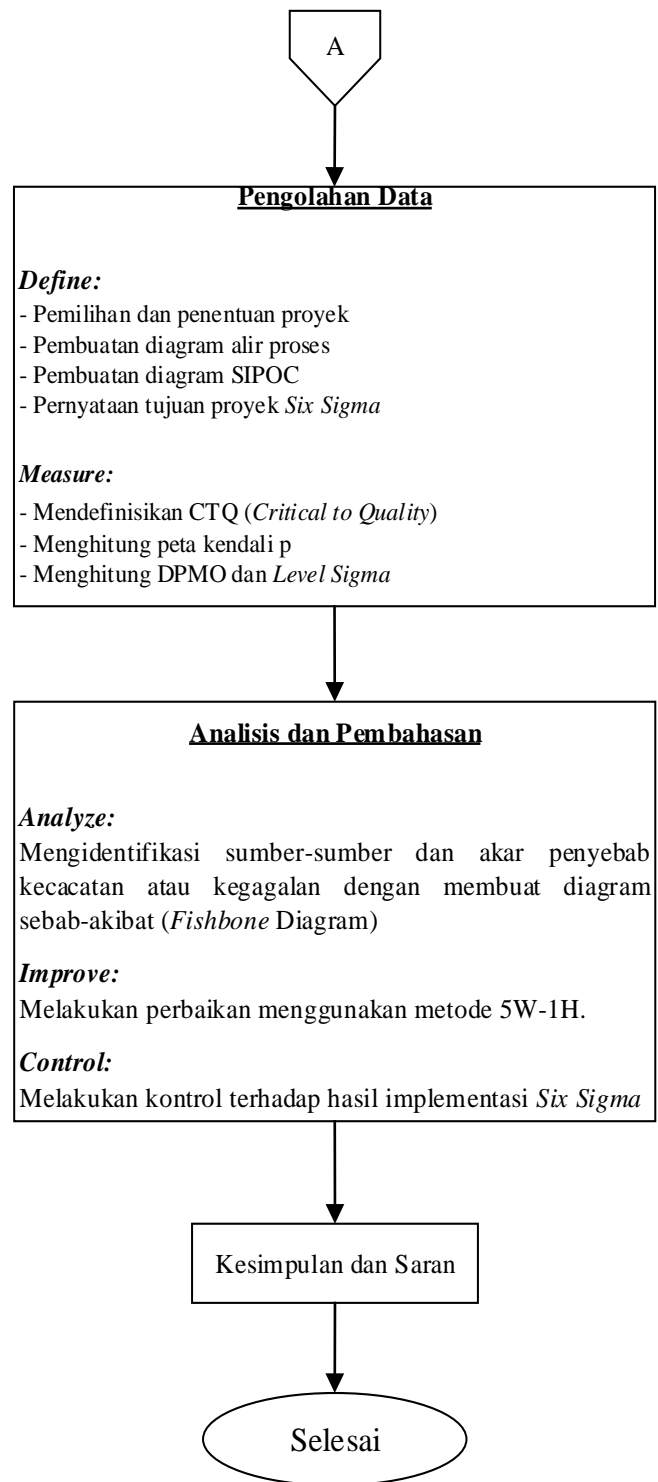 A
Pengolahan Data
Define:
- Pemilihan dan penentuan proyek
- Pembuatan diagram alir proses
- Pembuatan diagram SIPOC
- Pernyataan tujuan proyek Six Sigma
Measure:
- Mendefinisikan CTQ (Critical to Quality)
- Menghitung peta kendali p
- Menghitung DPMO dan Level Sigma
Analisis dan Pembahasan
Analyze:
Mengidentifikasi sumber-sumber dan akar penyebab
kecacatan atau kegagalan dengan membuat diagram
sebab-akibat (Fishbone Diagram)
Improve:
Melakukan perbaikan menggunakan metode 5W-1H.
Control:
Melakukan kontrol terhadap hasil implementasi Six Sigma
Kesimpulan dan Saran
Selesai